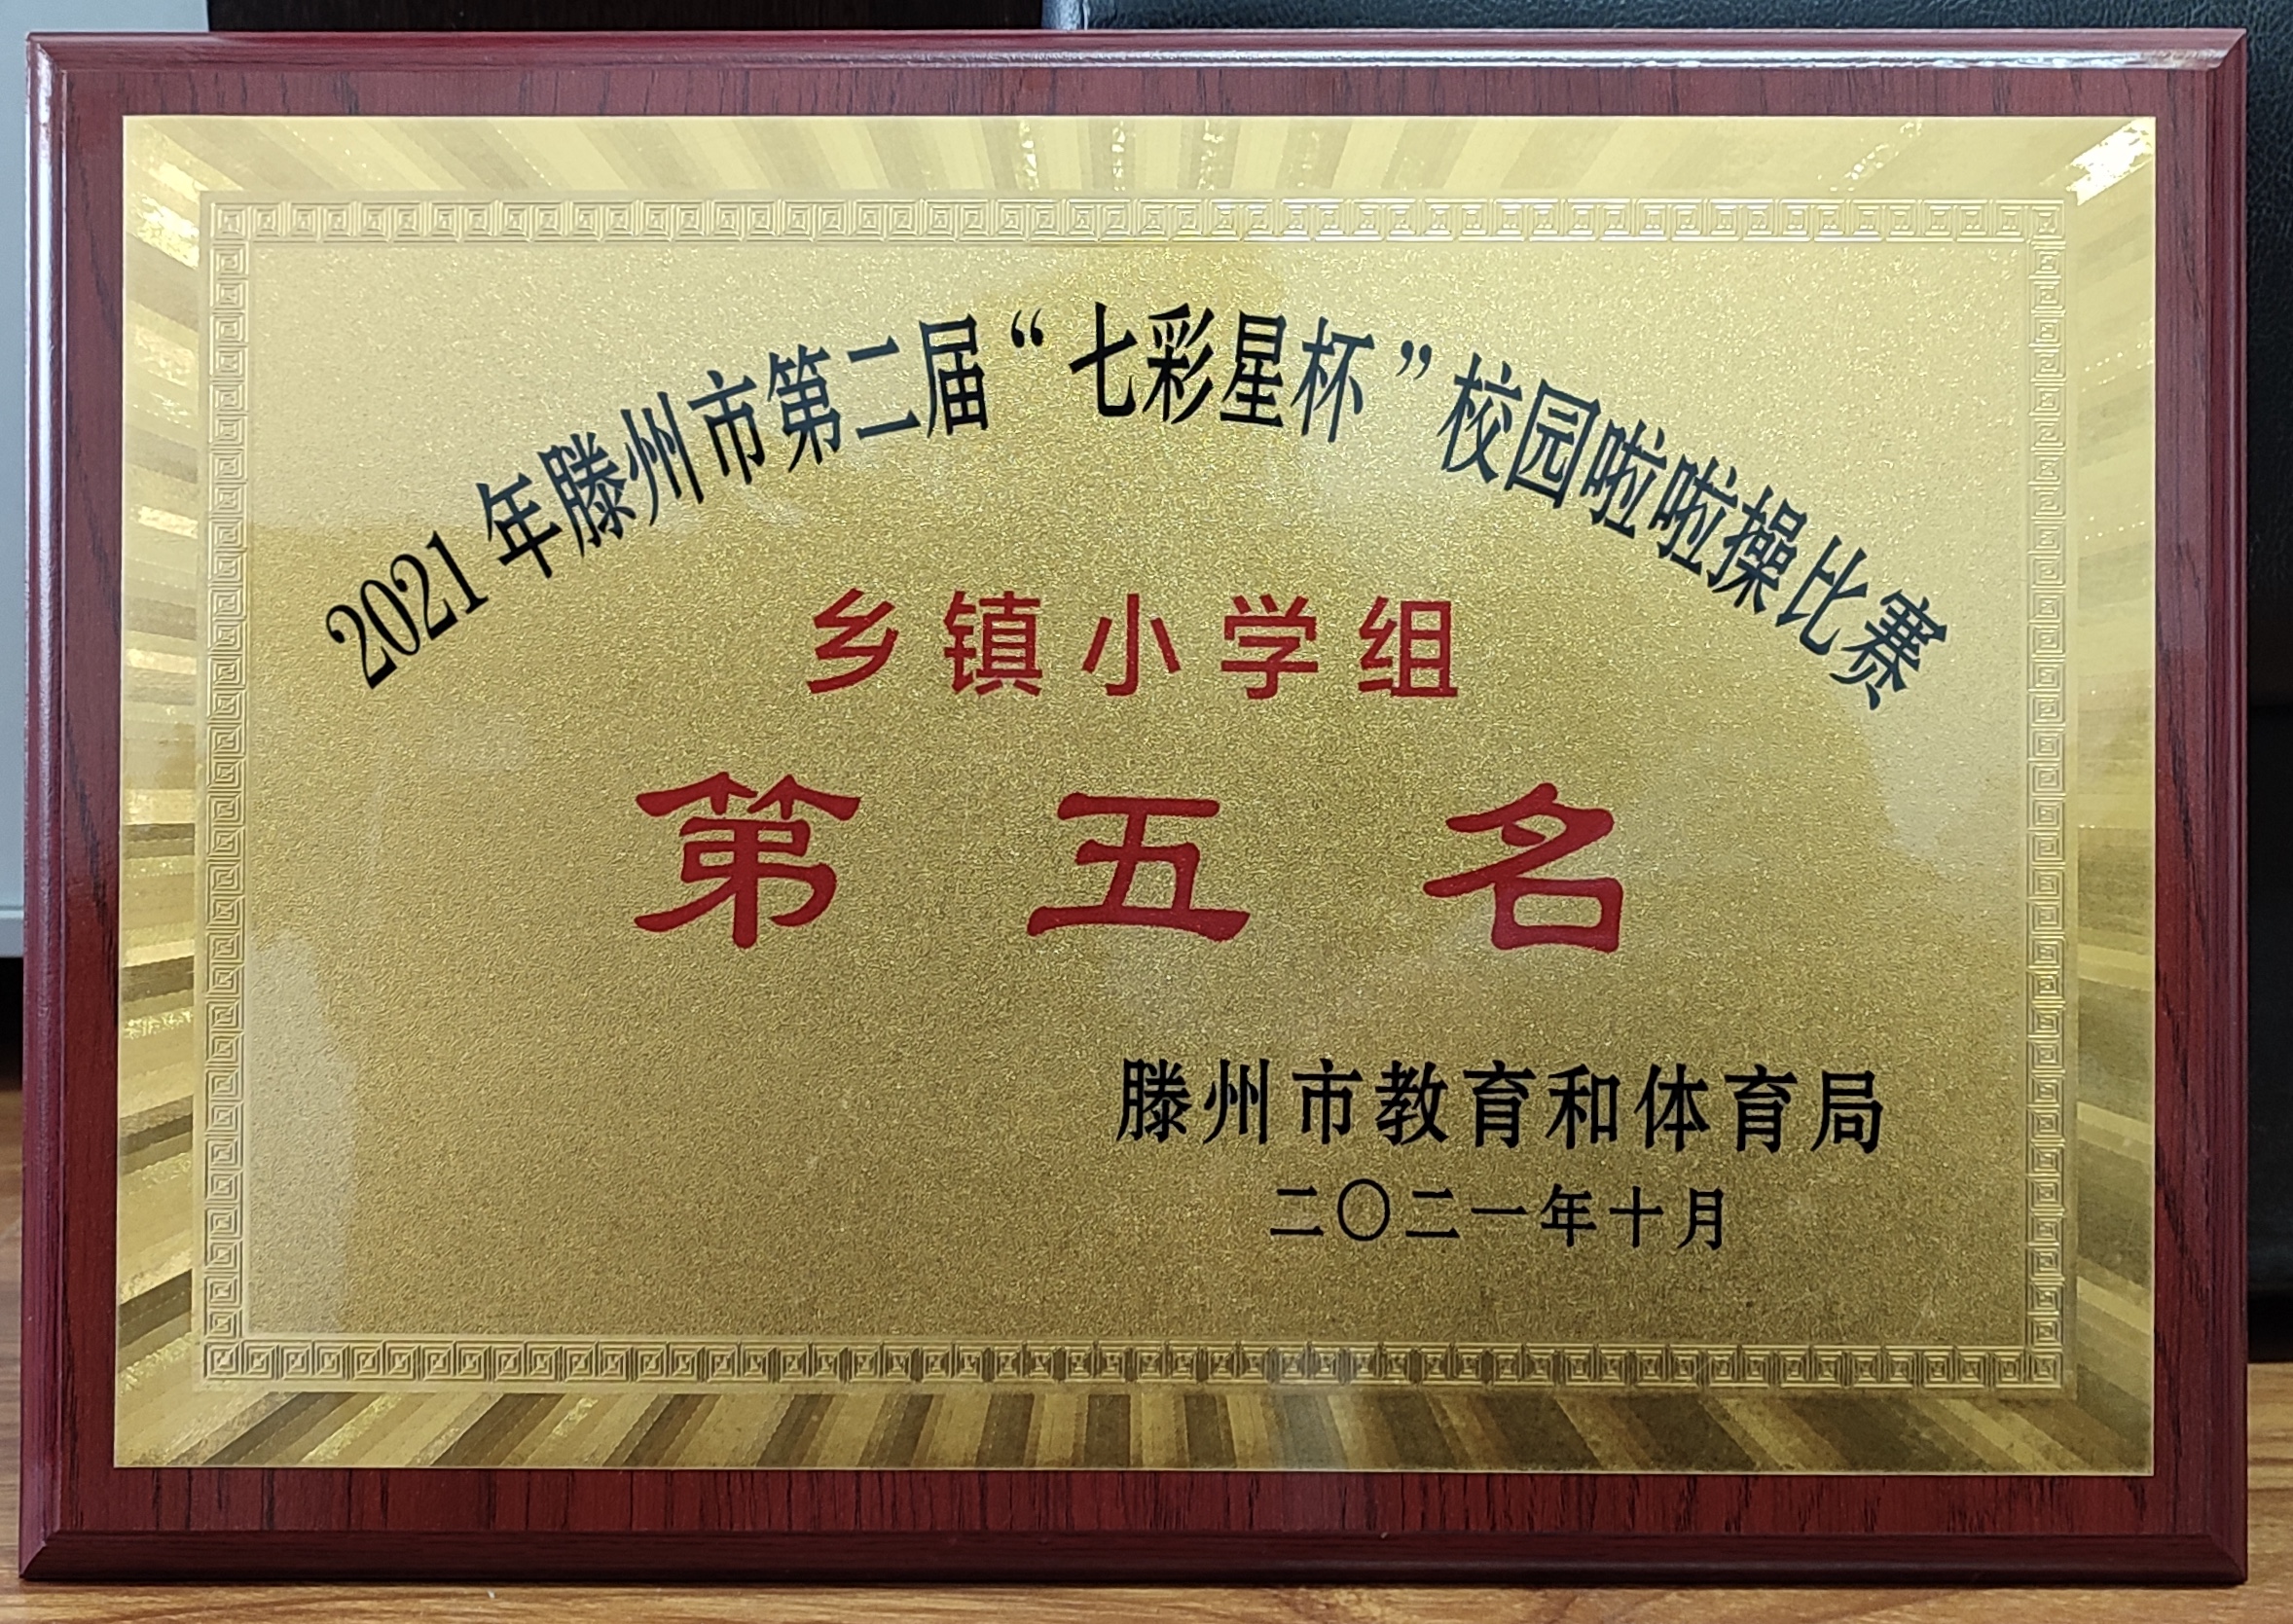 2021年滕州市第二届“七彩星杯”校园啦啦操比赛
乡镇小学组
第五名
滕州市教育和体育局
二〇二一年十月